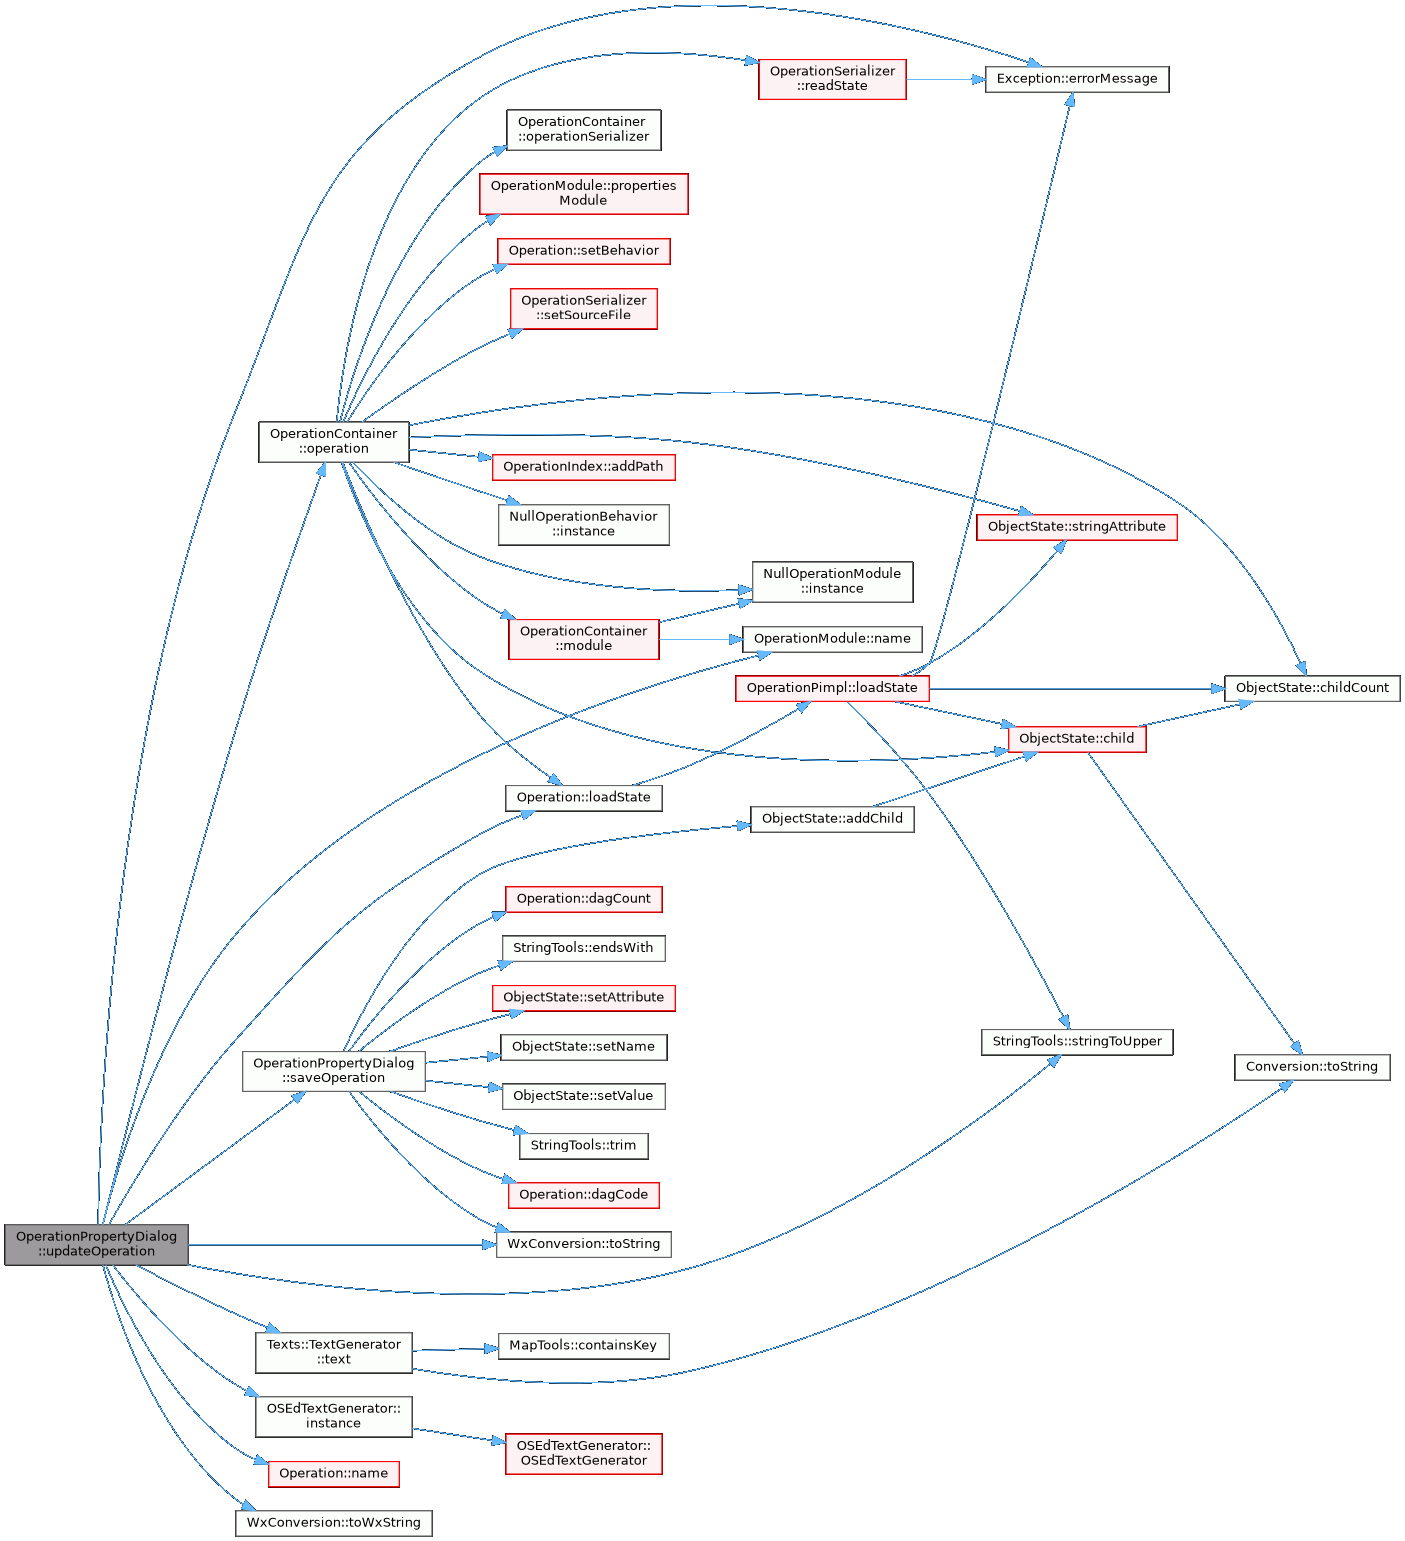 OperationSerializer
::readState
Exception::errorMessage
OperationContainer
::operationSerializer
OperationModule::properties
Module
Operation::setBehavior
OperationSerializer
::setSourceFile
OperationContainer
::operation
OperationIndex::addPath
NullOperationBehavior
::instance
ObjectState::stringAttribute
NullOperationModule
::instance
OperationContainer
::module
OperationModule::name
OperationPimpl::loadState
ObjectState::childCount
ObjectState::child
Operation::loadState
ObjectState::addChild
Operation::dagCount
StringTools::endsWith
ObjectState::setAttribute
ObjectState::setName
StringTools::stringToUpper
OperationPropertyDialog
::saveOperation
Conversion::toString
ObjectState::setValue
StringTools::trim
Operation::dagCode
OperationPropertyDialog
::updateOperation
WxConversion::toString
Texts::TextGenerator
::text
MapTools::containsKey
OSEdTextGenerator::
instance
OSEdTextGenerator::
OSEdTextGenerator
Operation::name
WxConversion::toWxString